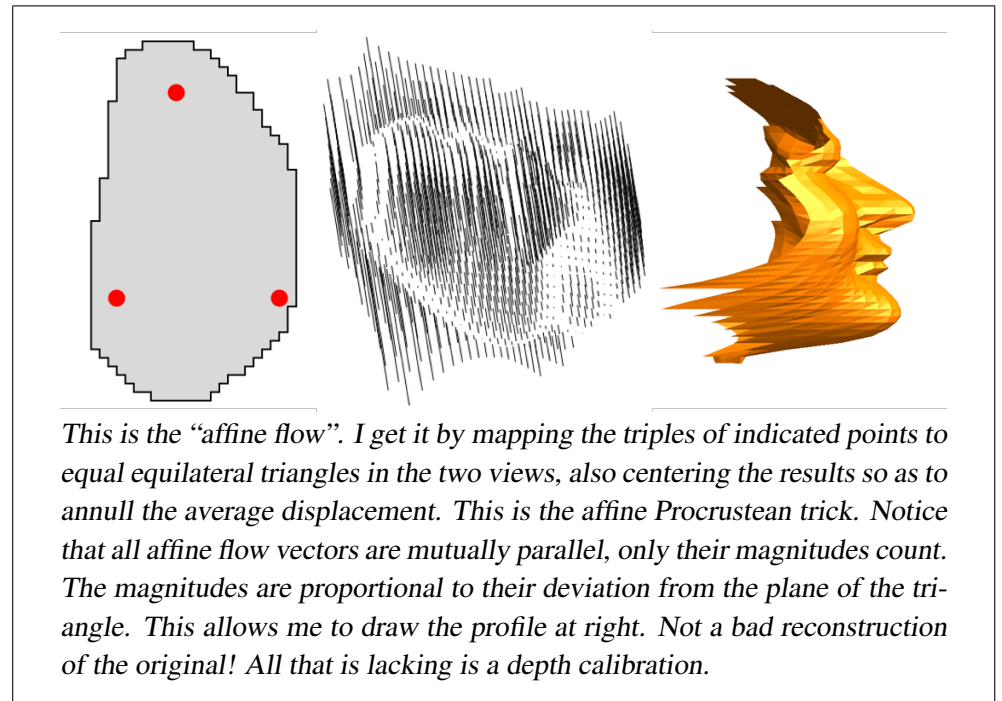 This is the “affine flow”. I get it by mapping the triples of indicated points to
equal equilateral triangles in the two views, also centering the results so as to
annull the average displacement. This is the affine Procrustean trick. Notice
that all affine flow vectors are mutually parallel, only their magnitudes count.
The magnitudes are proportional to their deviation from the plane of the tri-
angle. This allows me to draw the profile at right. Not a bad reconstruction
of the original! All that is lacking is a depth calibration.